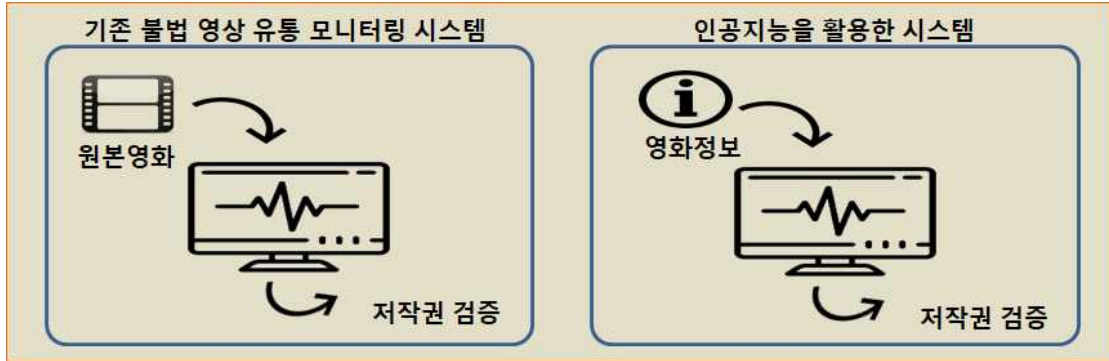 기존 불법 영상 유통 모니터링 시스템
원본영화
저작권 검증
인공지능을 활용한 시스템
영화정보
저작권 검증